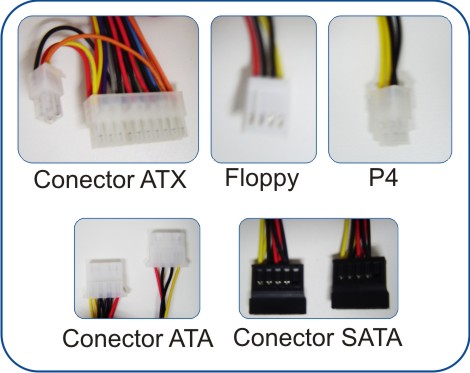 Conector ATX
Floppy
P4
Conector ATA
Conector SATA